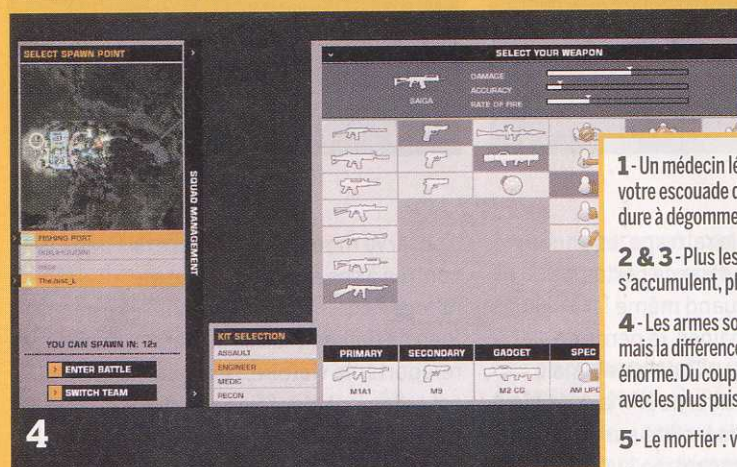 SELECT SPAWN POINT
SELECT YOUR WEAPON
SAIGA
DAMAGE
ACCURACY
RATE OF FIRE
SQUAD MANAGEMENT
FISHING PORT
YOU CAN SPAWN IN: 12s
ENTER BATTLE
SWITCH TEAM
KIT SELECTION
ASSAULT
ENGINEER
MEDIC
RECON
PRIMARY
SECONDARY
GADGET
SPEC
M1A1
M9
M2 CG
4
1 - Un médecin lé
votre escouade d
dure à dégomme
2 & 3 - Plus les
s'accumulent, pl
4 - Les armes so
mais la différence
énorme. Du coup
avec les plus puis
5 - Le mortier : v